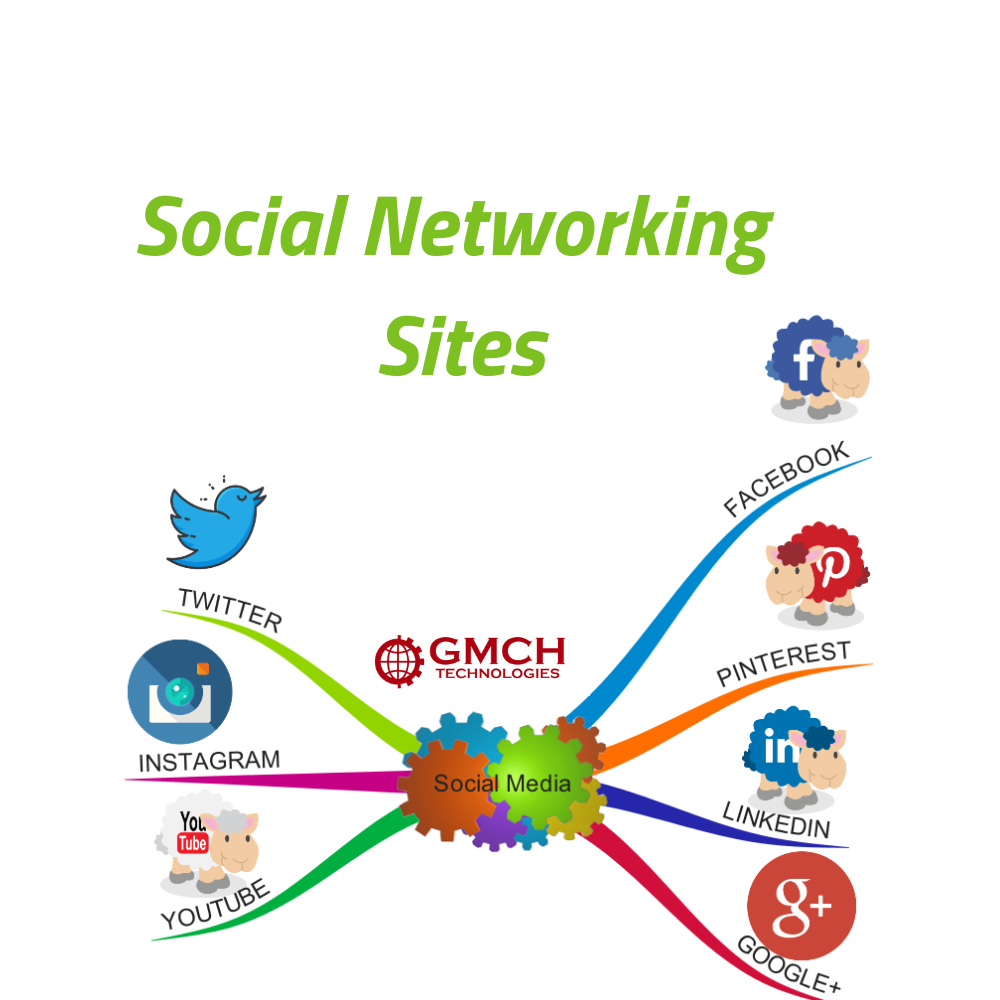 Social Networking
Sites
f
FACEBOOK
TWITTER
p
PINTEREST
GMCH
TECHNOLOGIES
INSTAGRAM
in
LINKEDIN
Social Media
You
Tube
YOUTUBE
g+
GOOGLE+